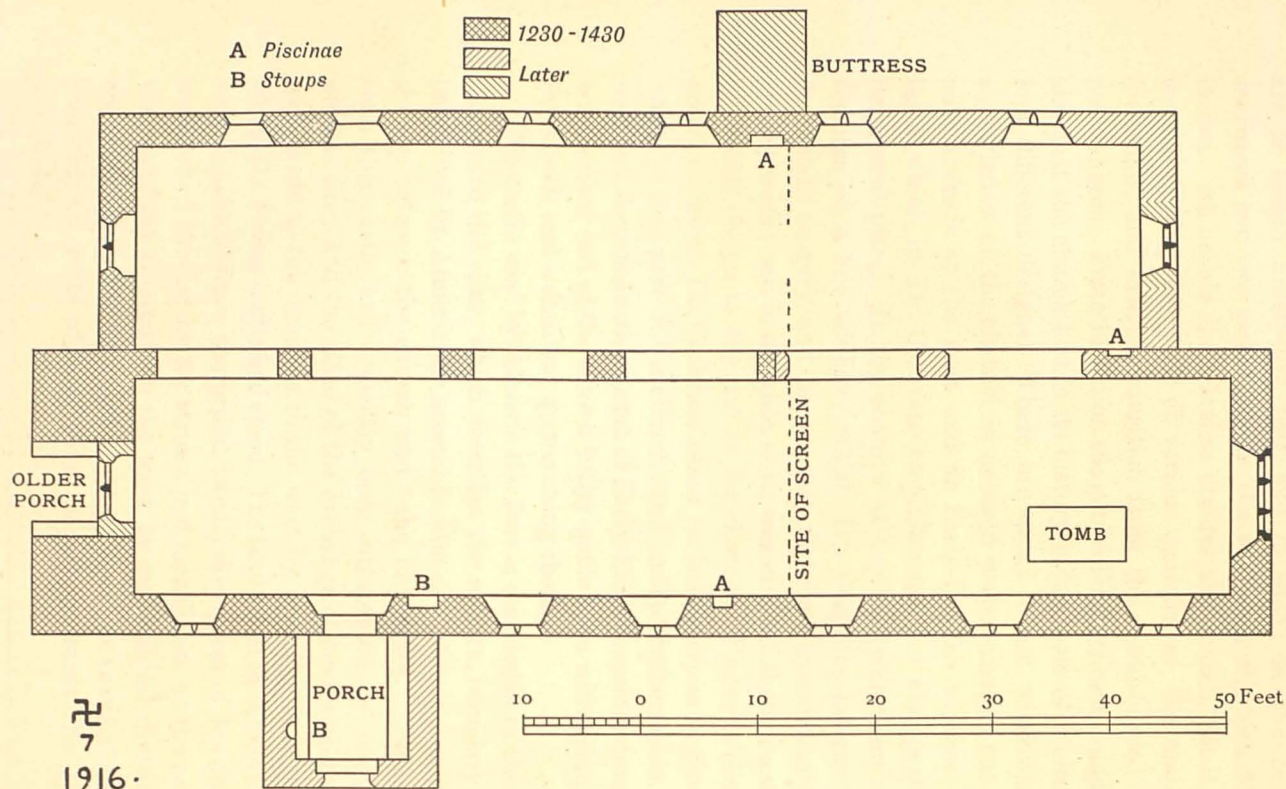 A Piscinae
B Stoups
1230 - 1430
Later
BUTTRESS
A
A
OLDER
PORCH
SITE OF SCREEN
TOMB
B
A
PORCH
B
10 0 10 20 30 40 50 Feet
卍
7
1916.